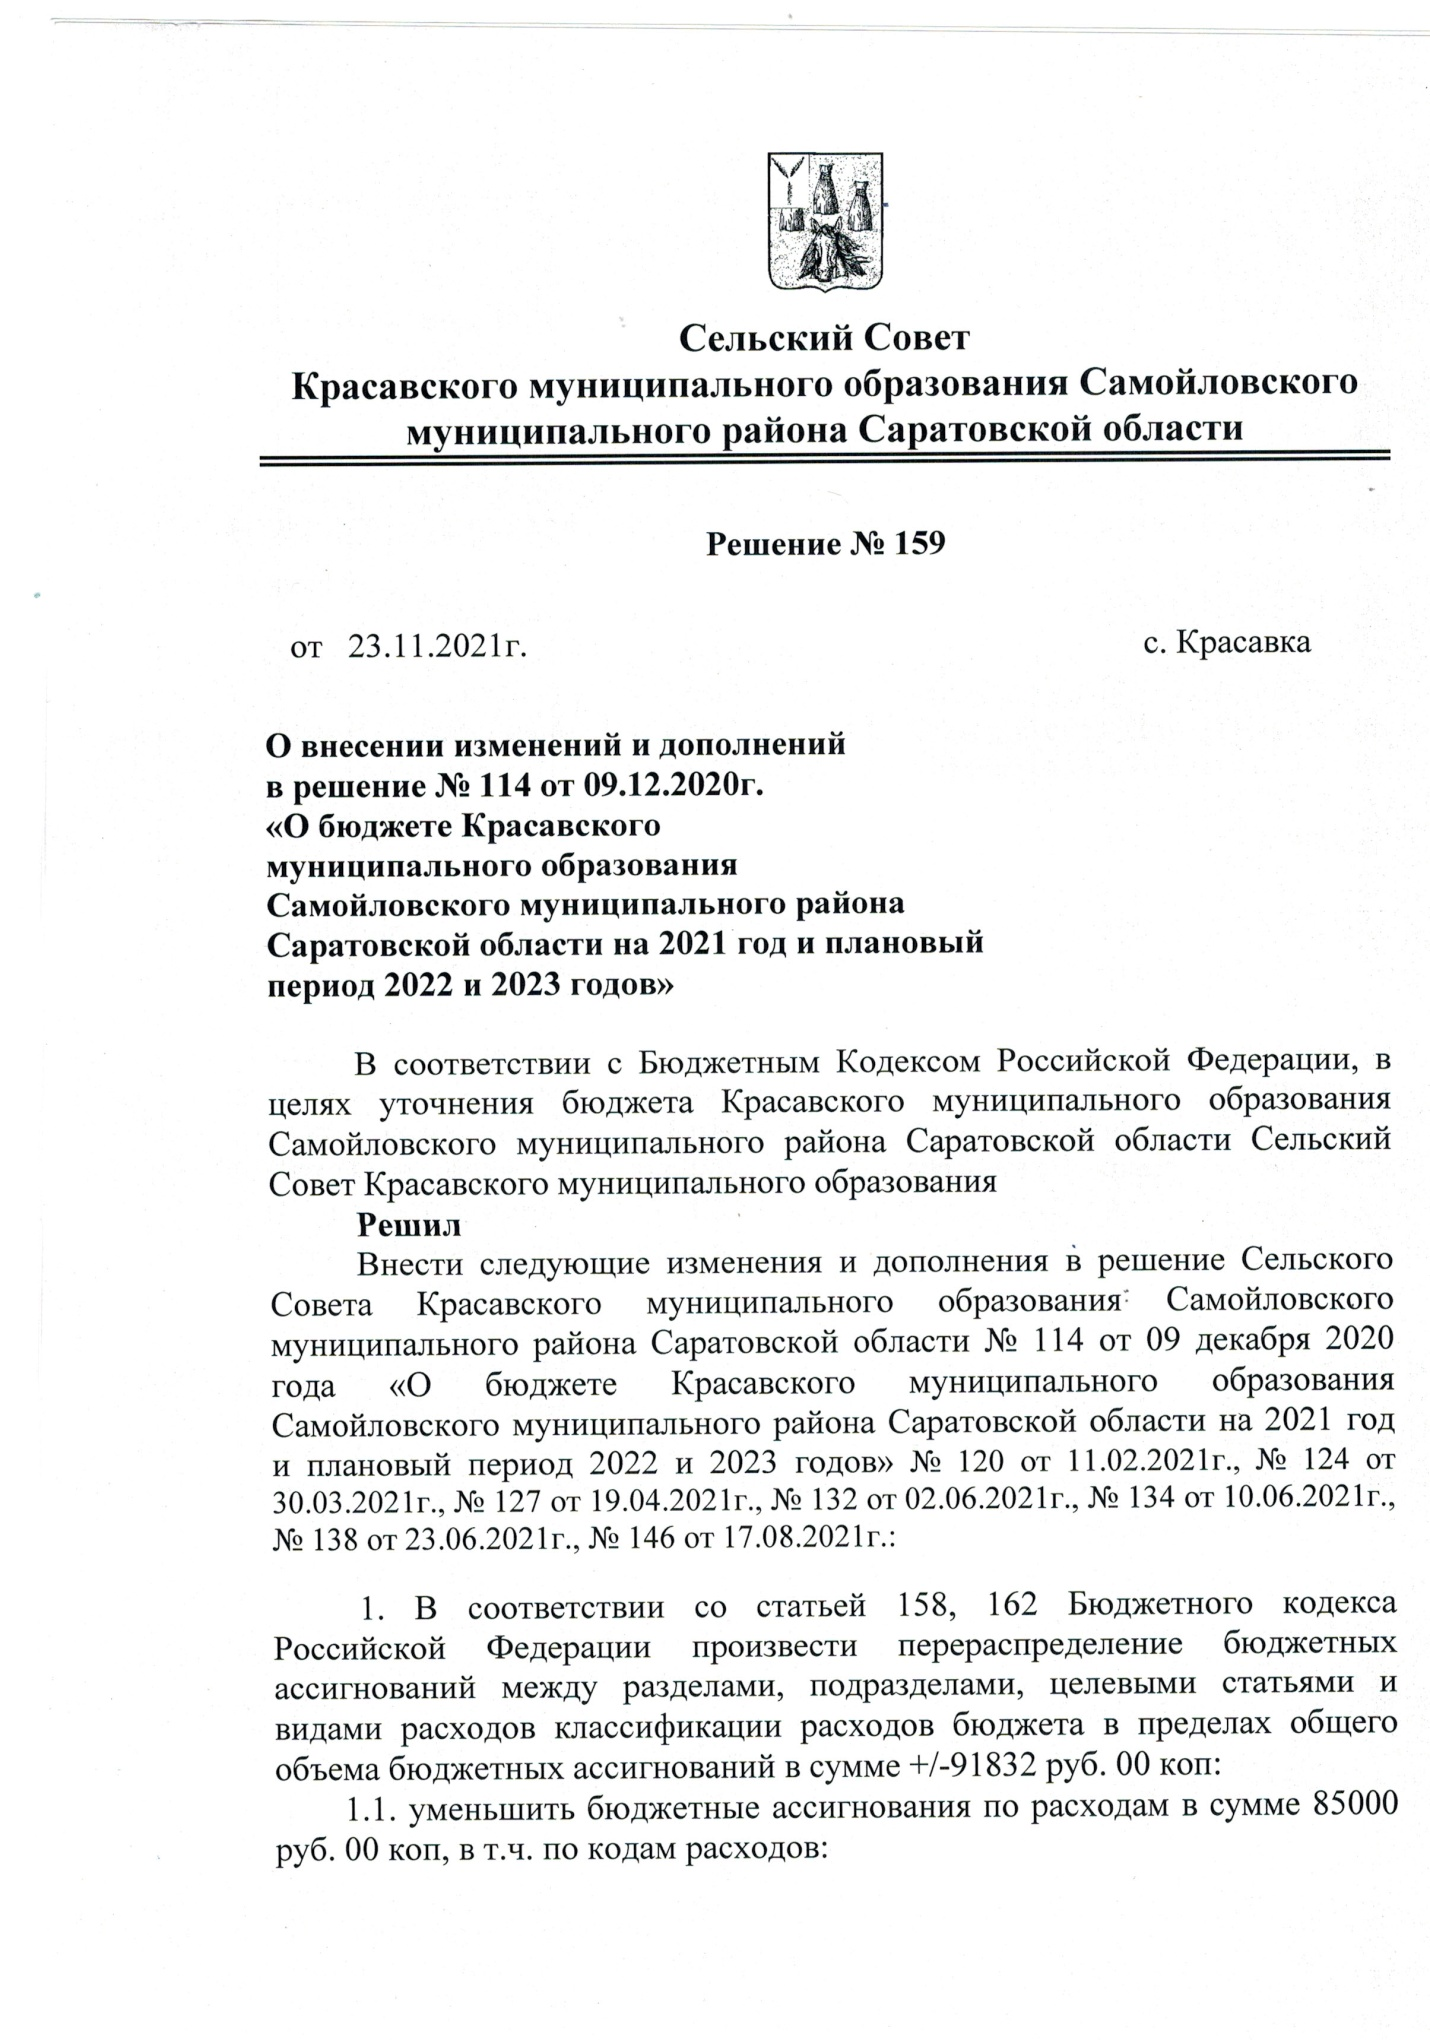 Сельский Совет
Красавского муниципального образования Самойловского
муниципального района Саратовской области
Решение № 159
от 23.11.2021г. с. Красавка
О внесении изменений и дополнений
в решение № 114 от 09.12.2020г.
«О бюджете Красавского
муниципального образования
Самойловского муниципального района
Саратовской области на 2021 год и плановый
период 2022 и 2023 годов»
В соответствии с Бюджетным Кодексом Российской Федерации, в
целях уточнения бюджета Красавского муниципального образования
Самойловского муниципального района Саратовской области Сельский
Совет Красавского муниципального образования
Решил
Внести следующие изменения и дополнения в решение Сельского
Совета Красавского муниципального образования Самойловского
муниципального района Саратовской области № 114 от 09 декабря 2020
года «О бюджете Красавского муниципального образования
Самойловского муниципального района Саратовской области на 2021 год
и плановый период 2022 и 2023 годов» № 120 от 11.02.2021г., № 124 от
30.03.2021г., № 127 от 19.04.2021г., № 132 от 02.06.2021г., № 134 от 10.06.2021г.,
№ 138 от 23.06.2021г., № 146 от 17.08.2021г.:
1. В соответствии со статьей 158, 162 Бюджетного кодекса
Российской Федерации произвести перераспределение бюджетных
ассигнований между разделами, подразделами, целевыми статьями и
видами расходов классификации расходов бюджета в пределах общего
объема бюджетных ассигнований в сумме +/-91832 руб. 00 коп:
1.1. уменьшить бюджетные ассигнования по расходам в сумме 85000
руб. 00 коп, в т.ч. по кодам расходов: